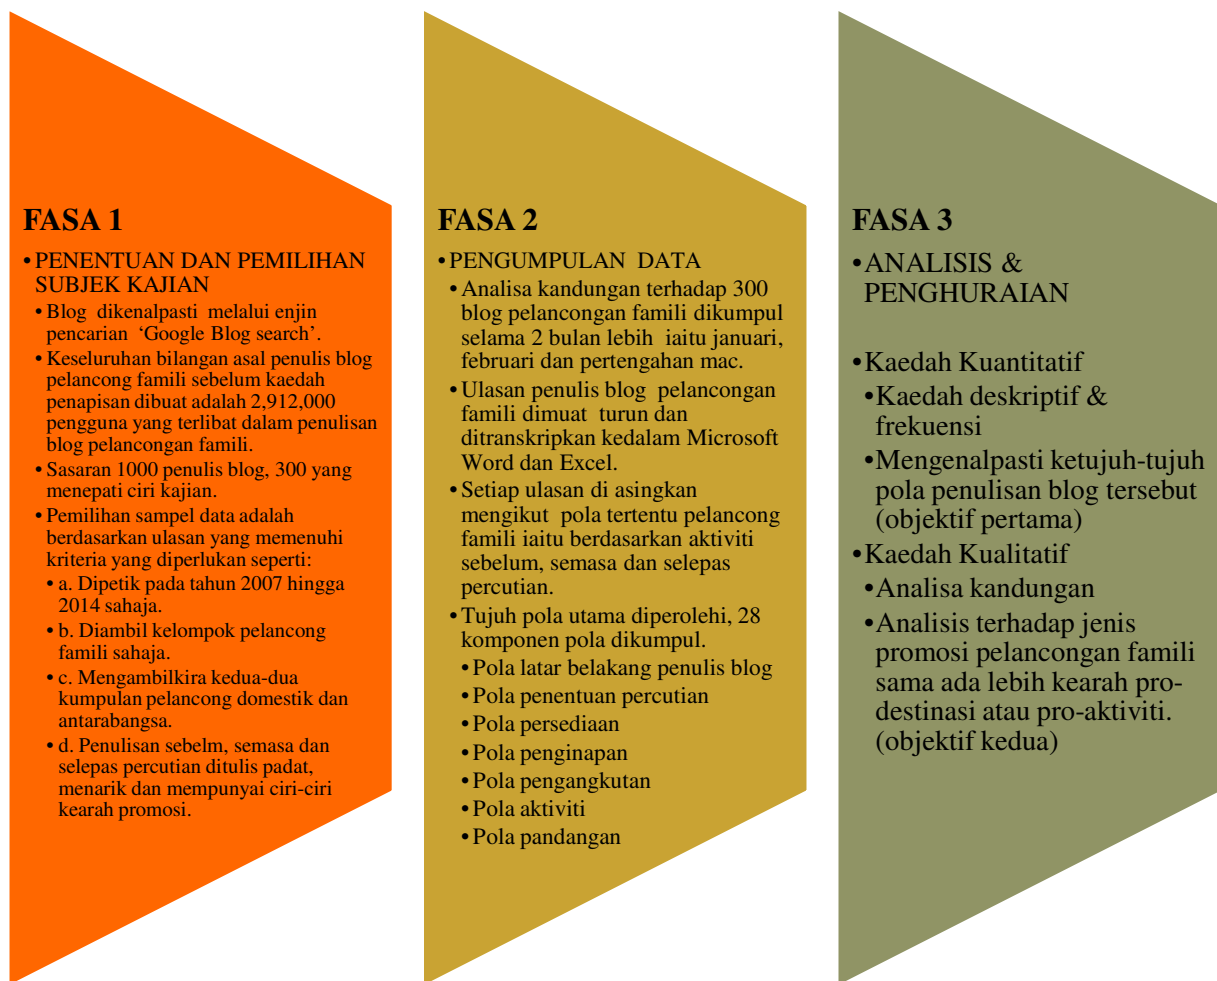 FASA 1
•PENENTUAN DAN PEMILIHAN
SUBJEK KAJIAN
•Blog dikenalpasti melalui enjin
pencarian ‘Google Blog search’.
•Keseluruhan bilangan asal penulis blog
pelancong famili sebelum kaedah
penapisan dibuat adalah 2,912,000
pengguna yang terlibat dalam penulisan
blog pelancongan famili.
•Sasaran 1000 penulis blog, 300 yang
menepati ciri kajian.
•Pemilihan sampel data adalah
berdasarkan ulasan yang memenuhi
kriteria yang diperlukan seperti:
•a. Dipetik pada tahun 2007 hingga
2014 sahaja.
•b. Diambil kelompok pelancong
famili sahaja.
•c. Mengambilkira kedua-dua
kumpulan pelancong domestik dan
antarabangsa.
•d. Penulisan sebelm, semasa dan
selepas percutian ditulis padat,
menarik dan mempunyai ciri-ciri
kearah promosi.
FASA 2
•PENGUMPULAN DATA
•Analisa kandungan terhadap 300
blog pelancongan famili dikumpul
selama 2 bulan lebih iaitu januari,
februari dan pertengahan mac.
•Ulasan penulis blog pelancongan
famili dimuat turun dan
ditranskripkan kedalam Microsoft
Word dan Excel.
•Setiap ulasan di asingkan
mengikut pola tertentu pelancong
famili iaitu berdasarkan aktiviti
sebelum, semasa dan selepas
percutian.
•Tujuh pola utama diperolehi, 28
komponen pola dikumpul.
•Pola latar belakang penulis blog
•Pola penentuan percutian
•Pola persediaan
•Pola penginapan
•Pola pengangkutan
•Pola aktiviti
•Pola pandangan
FASA 3
•ANALISIS &
PENGHURAIAN
•Kaedah Kuantitatif
•Kaedah deskriptif &
frekuensi
•Mengenalpasti ketujuh-tujuh
pola penulisan blog tersebut
(objektif pertama)
•Kaedah Kualitatif
•Analisa kandungan
•Analisis terhadap jenis
promosi pelancongan famili
sama ada lebih kearah pro-
destinasi atau pro-aktiviti.
(objektif kedua)